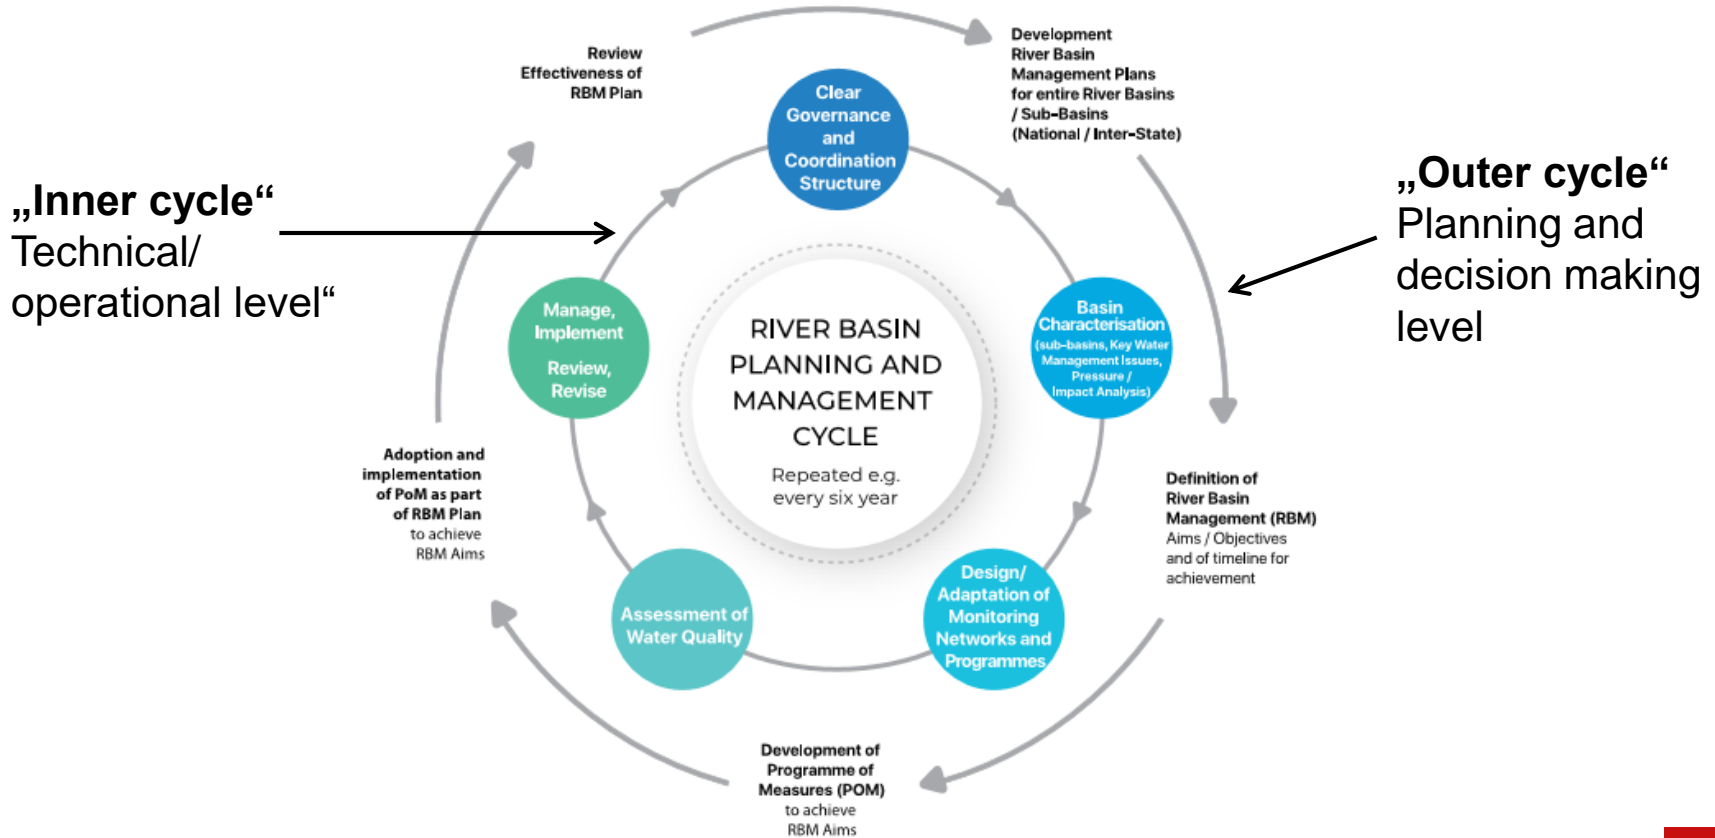 Review
Effectiveness of
RBM Plan
Development
River Basin
Management Plans
for entire River Basins
/ Sub-Basins
(National / Inter-State)
„Inner cycle“
Technical/
operational level“
„Outer cycle“
Planning and
decision making
level
Clear
Governance
and
Coordination
Structure
Basin
Characterisation
(sub-basins, Key Water
Management Issues,
Pressure /
Impact Analysis)
Manage,
Implement
Review,
Revise
RIVER BASIN
PLANNING AND
MANAGEMENT
CYCLE
Repeated e.g.
every six year
Adoption and
implementation
of PoM as part
of RBM Plan
to achieve
RBM Aims
Definition of
River Basin
Management (RBM)
Aims / Objectives
and of timeline for
achievement
Assessment of
Water Quality
Design/
Adaptation of
Monitoring
Networks and
Programmes
Development of
Programme of
Measures (POM)
to achieve
RBM Aims